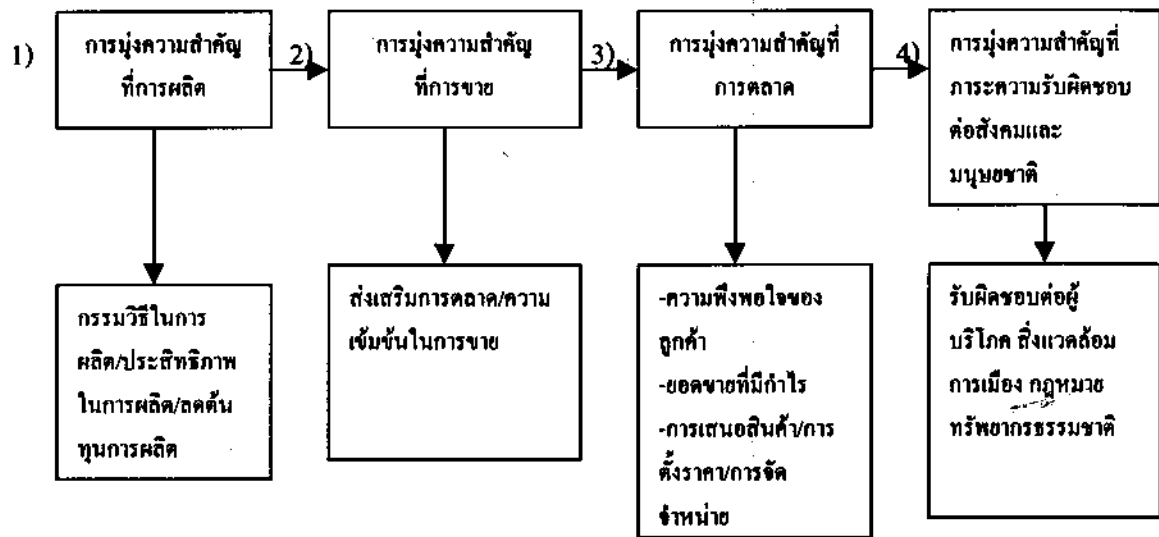 1)
การมุ่งความสำคัญ
ที่การผลิต
2)
การมุ่งความสำคัญ
ที่การขาย
3)
การมุ่งความสำคัญที่
การตลาด
4)
การมุ่งความสำคัญที่
ภาระความรับผิดชอบ
ต่อสังคมและ
มนุษยชาติ
กรรมวิธีในการ
ผลิต/ประสิทธิภาพ
ในการผลิต/ลดต้น
ทุนการผลิต
ส่งเสริมการตลาด/ความ
เข้มข้นในการขาย
-ความพึงพอใจของ
ลูกค้า
-ยอดขายที่มีกำไร
-การเสนอสินค้า/การ
ตั้งราคา/การจัด
จำหน่าย
รับผิดชอบต่อผู้
บริโภค สิ่งแวดล้อม
การเมือง กฎหมาย
ทรัพยากรธรรมชาติ